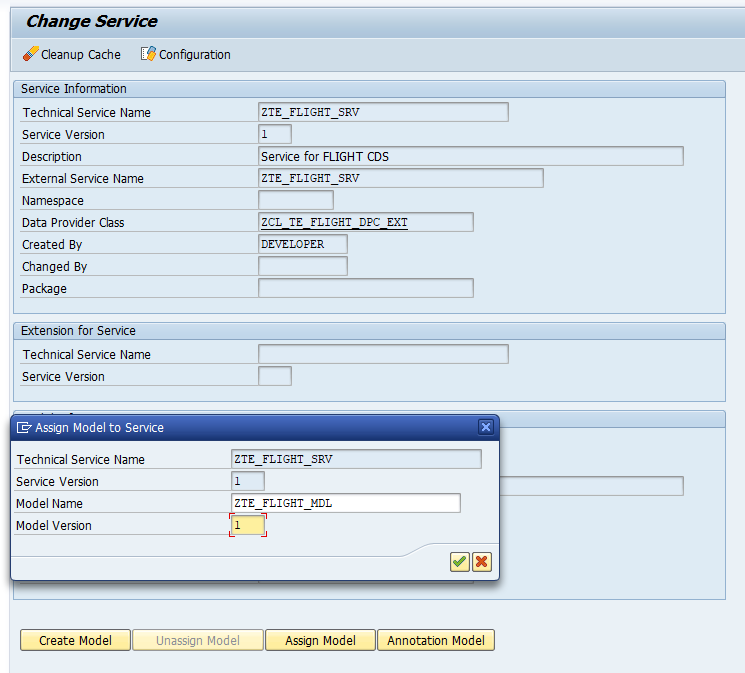 Change Service
Cleanup Cache Configuration
Service Information
Technical Service Name ZTE_FLIGHT_SRV
Service Version 1
Description Service for FLIGHT CDS
External Service Name ZTE_FLIGHT_SRV
Namespace
Data Provider Class ZCL_TE_FLIGHT_DPC_EXT
Created By DEVELOPER
Changed By
Package
Extension for Service
Technical Service Name
Service Version
Assign Model to Service
Technical Service Name ZTE_FLIGHT_SRV
Service Version 1
Model Name ZTE_FLIGHT_MDL
Model Version 1
Create Model Unassign Model Assign Model Annotation Model